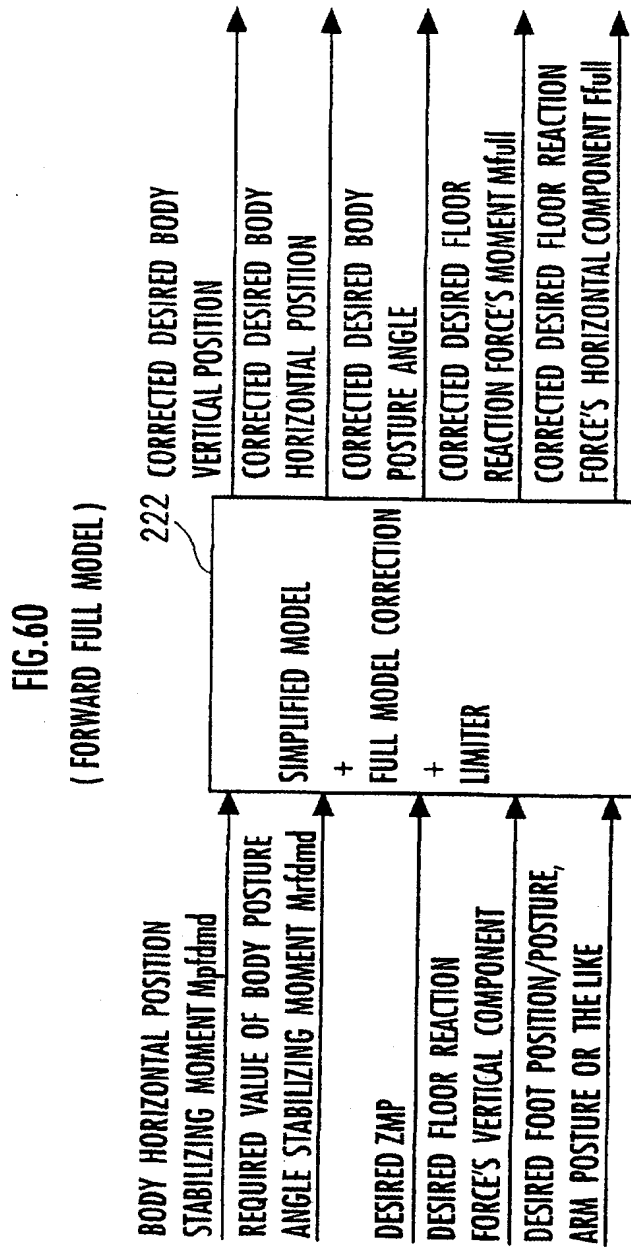 FIG.60
(FORWARD FULL MODEL)
BODY HORIZONTAL POSITION
STABILIZING MOMENT Mpfdmd
REQUIRED VALUE OF BODY POSTURE
ANGLE STABILIZING MOMENT Mrfdmd
DESIRED ZMP
DESIRED FLOOR REACTION
FORCE'S VERTICAL COMPONENT
DESIRED FOOT POSITION/POSTURE,
ARM POSTURE OR THE LIKE
222
SIMPLIFIED MODEL
+
FULL MODEL CORRECTION
+
LIMITER
CORRECTED DESIRED BODY
VERTICAL POSITION
CORRECTED DESIRED BODY
HORIZONTAL POSITION
CORRECTED DESIRED BODY
POSTURE ANGLE
CORRECTED DESIRED FLOOR
REACTION FORCE'S MOMENT Mfull
CORRECTED DESIRED FLOOR REACTION
FORCE'S HORIZONTAL COMPONENT Ffull